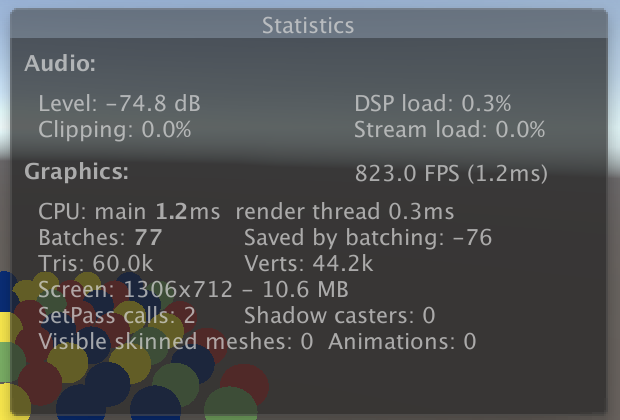 Statistics
Audio:
Level: -74.8 dB DSP load: 0.3%
Clipping: 0.0% Stream load: 0.0%
Graphics: 823.0 FPS (1.2ms)
CPU: main 1.2ms render thread 0.3ms
Batches: 77 Saved by batching: -76
Tris: 60.0k Verts: 44.2k
Screen: 1306x712 - 10.6 MB
SetPass calls: 2 Shadow casters: 0
Visible skinned meshes: 0 Animations: 0